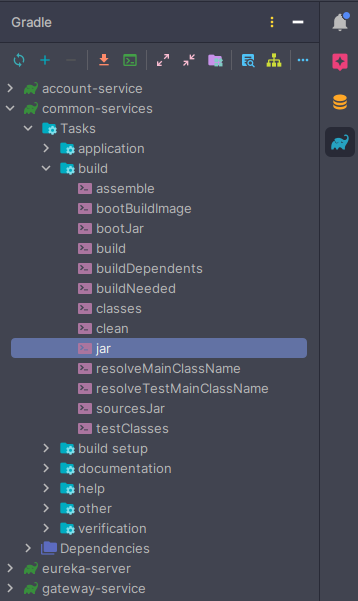 Gradle
account-service
common-services
Tasks
application
build
assemble
bootBuildImage
bootJar
build
buildDependents
buildNeeded
classes
clean
jar
resolveMainClassName
resolveTestMainClassName
sourcesJar
testClasses
build setup
documentation
help
other
verification
Dependencies
eureka-server
gateway-service